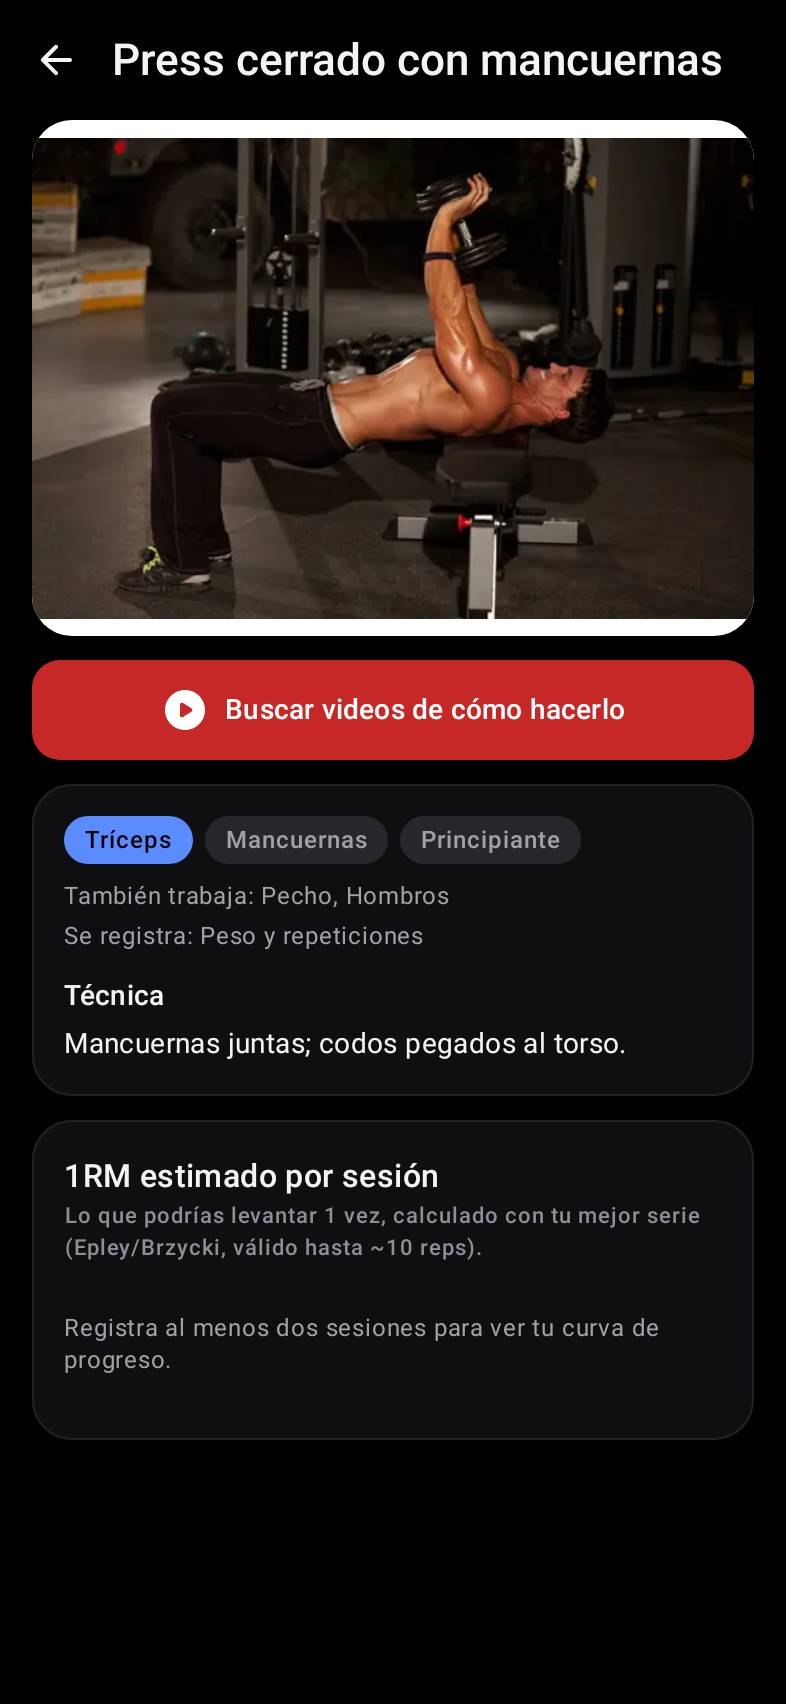 Press cerrado con mancuernas
Buscar videos de cómo hacerlo
Tríceps Mancuernas Principiante
También trabaja: Pecho, Hombros
Se registra: Peso y repeticiones
Técnica
Mancuernas juntas; codos pegados al torso.
1RM estimado por sesión
Lo que podrías levantar 1 vez, calculado con tu mejor serie
(Epley/Brzycki, válido hasta ~10 reps).
Registra al menos dos sesiones para ver tu curva de
progreso.